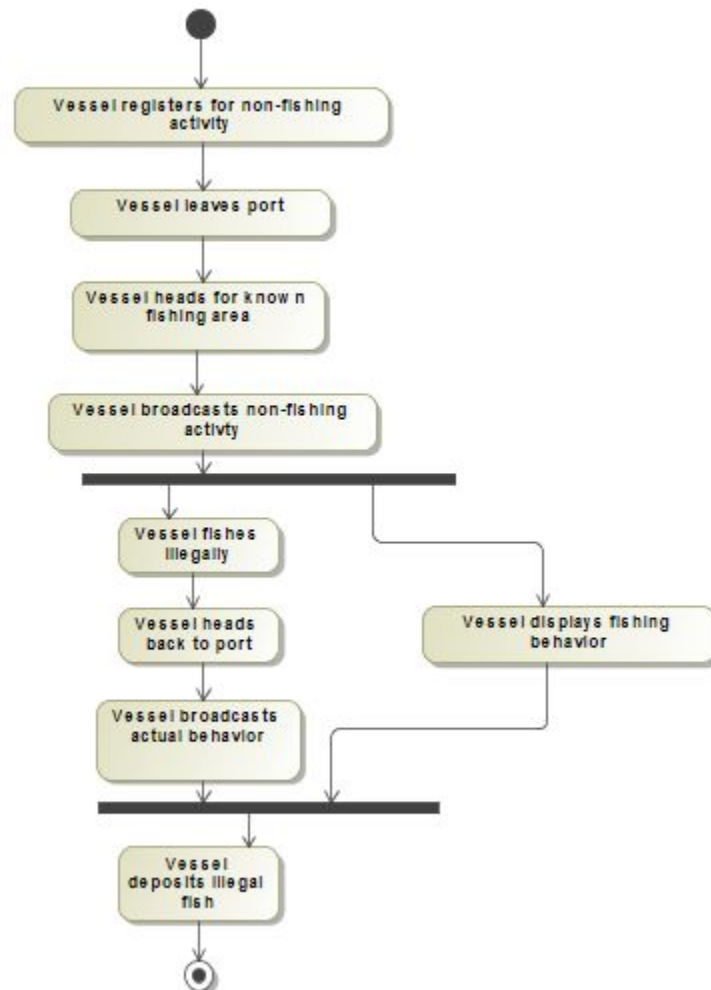 Vessel registers for non-fishing
activity
Vessel leaves port
Vessel heads for known
fishing area
Vessel broadcasts non-fishing
activty
Vessel fishes
illegally
Vessel heads
back to port
Vessel displays fishing
behavior
Vessel broadcasts
actual behavior
Vessel
deposits illegal
fish